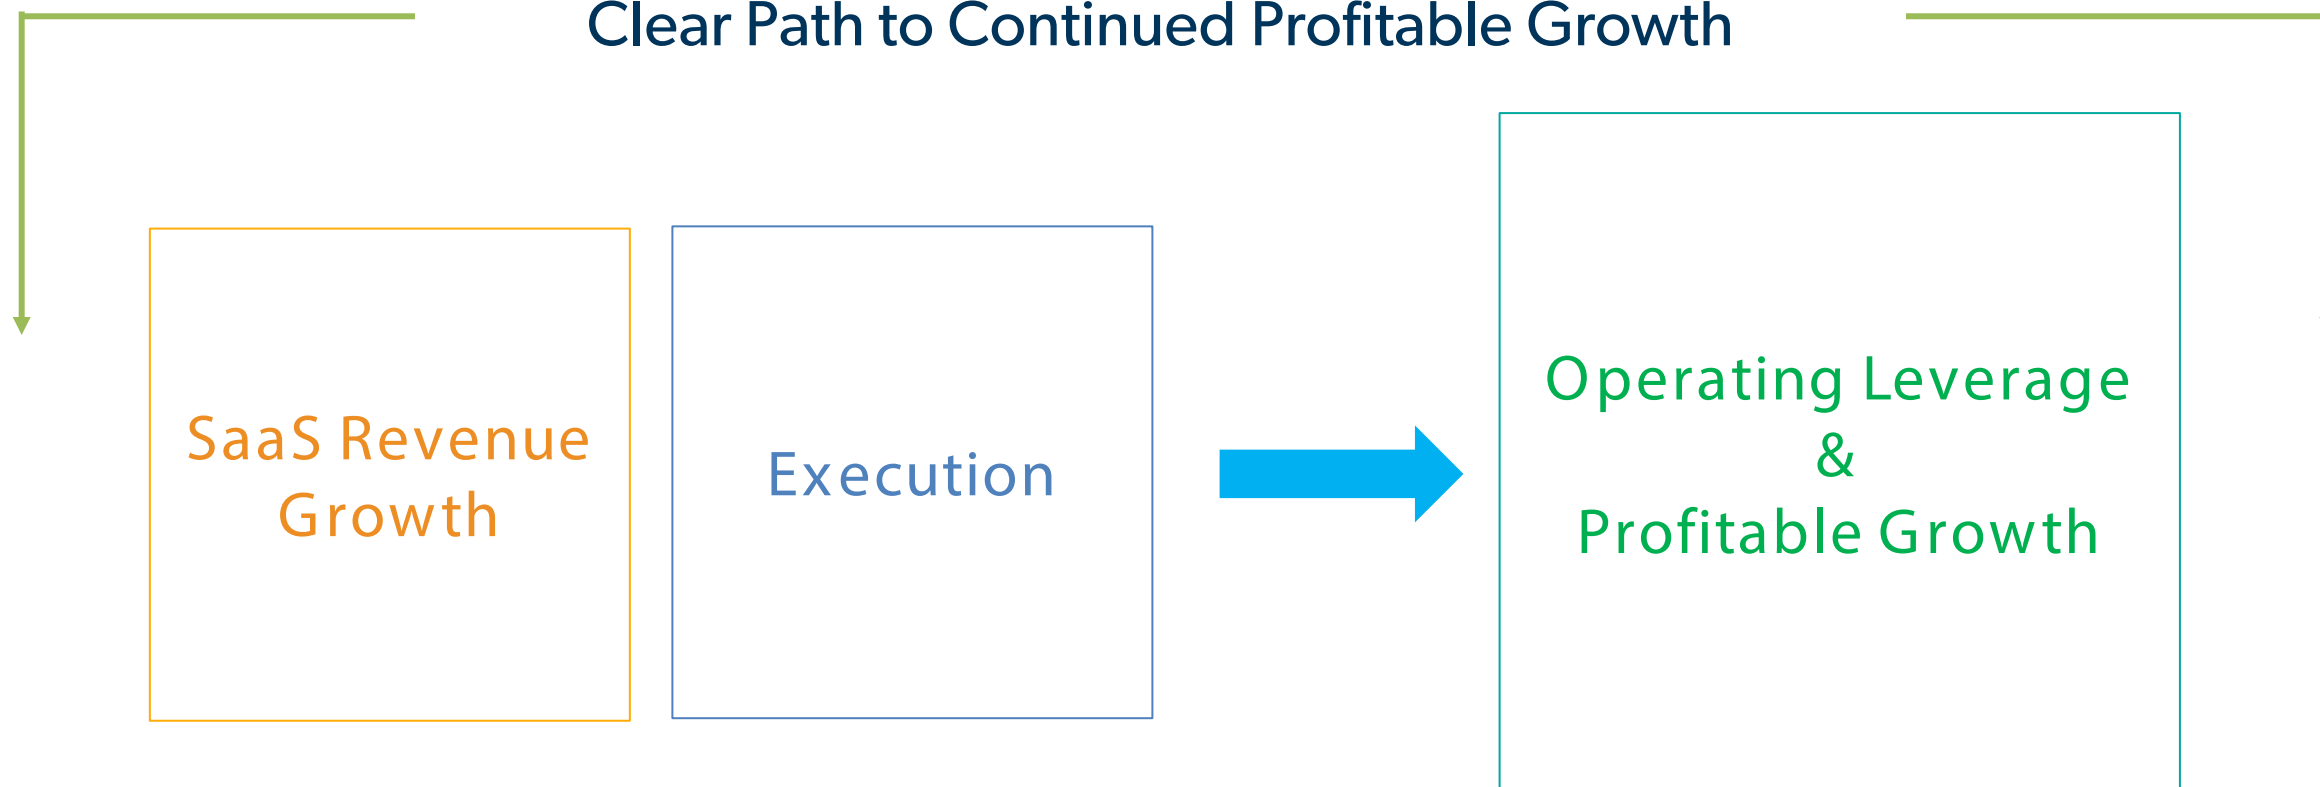 Clear Path to Continued Profitable Growth
SaaS Revenue
Growth
Execution
Operating Leverage
&
Profitable Growth